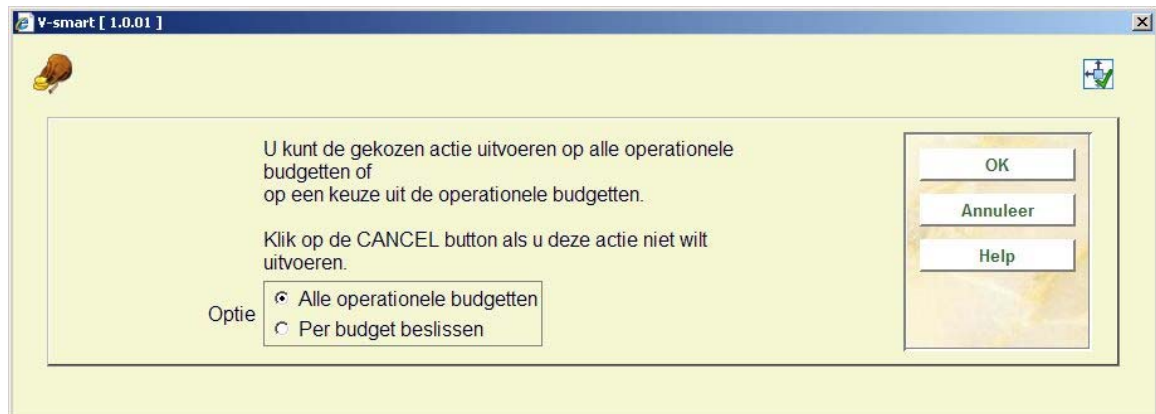 V-smart [ 1.0.01 ]
U kunt de gekozen actie uitvoeren op alle operationele
budgetten of
op een keuze uit de operationele budgetten.
Klik op de CANCEL button als u deze actie niet wilt
uitvoeren.
Optie
Alle operationele budgetten
Per budget beslissen
OK
Annuleer
Help